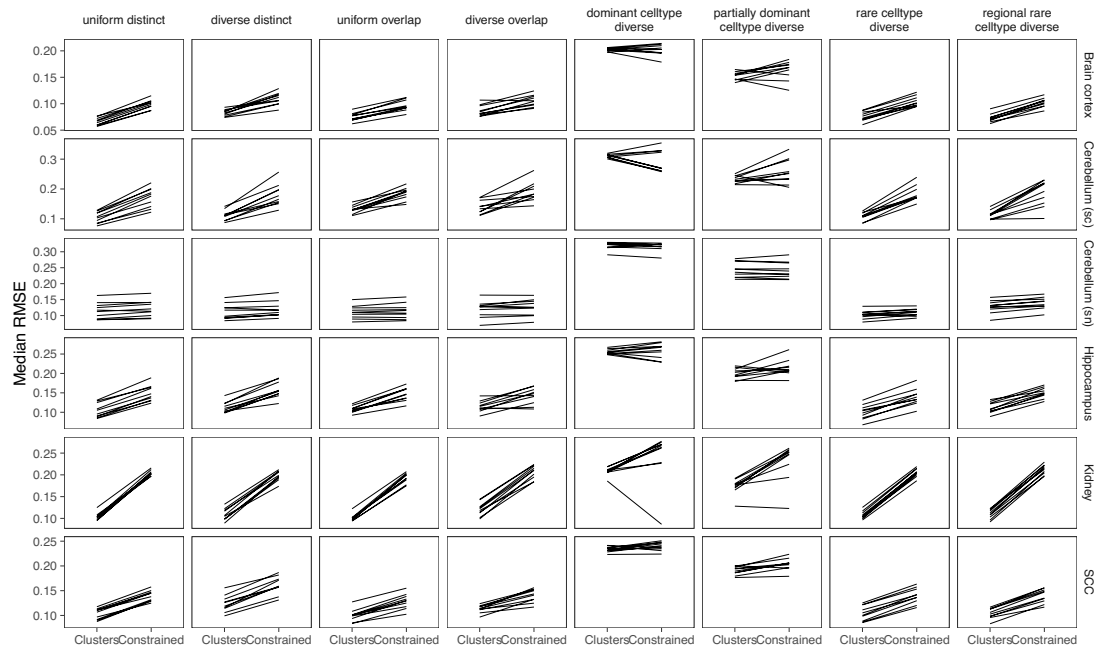 uniform distinct
diverse distinct
uniform overlap
diverse overlap
dominant celltype
diverse
partially dominant
celltype diverse
rare celltype
diverse
regional rare
celltype diverse
Median RMSE
0.20
0.15
0.10
0.05
Brain cortex
0.3
0.2
0.1
Cerebellum (sc)
0.30
0.25
0.20
0.15
0.10
Cerebellum (sn)
0.25
0.20
0.15
0.10
Hippocampus
0.25
0.20
0.15
0.10
Kidney
0.25
0.20
0.15
0.10
SCC
ClustersConstrained ClustersConstrained ClustersConstrained ClustersConstrained ClustersConstrained ClustersConstrained ClustersConstrained ClustersConstrained